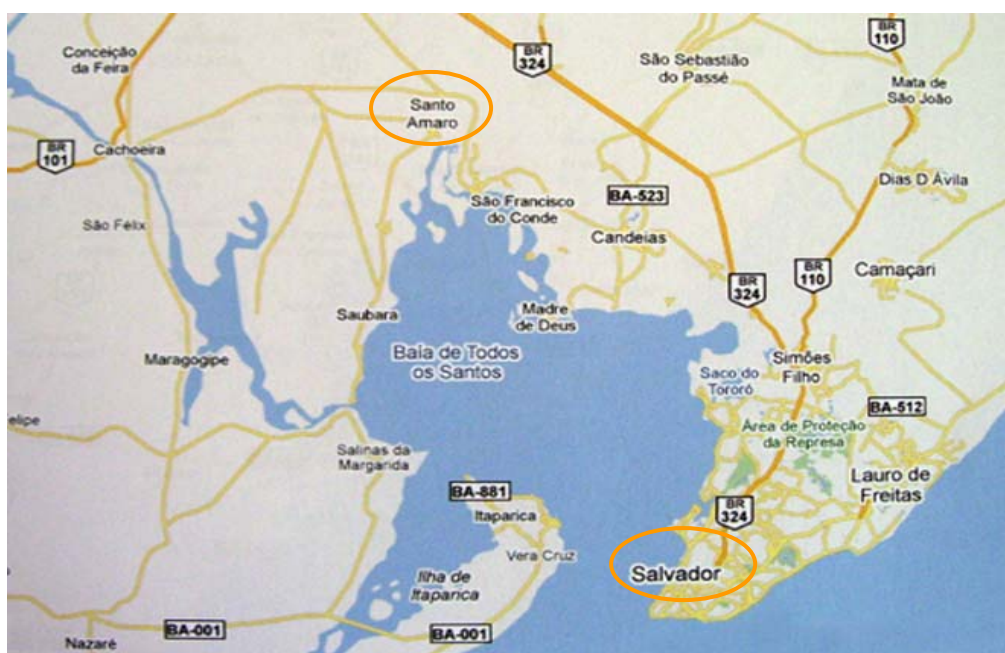 Conceição
da Feira
BR
324
São Sebastião
do Passé
BR
110
Mata de
São João
Santo
Amaro
BR
101
Cachoeira
São Félix
São Francisco
do Conde
BA-523
Dias D Ávila
Candeias
BR
324
BR
110
Camaçari
Saubara
Madre
de Deus
Baía de Todos
os Santos
Maragogipe
Simões
Filho
Saco do
Tororó
elipe
BA-512
Área de Proteção
da Represa
Salinas da
Margarida
Lauro de
Freitas
BA-881
Itaparica
BR
324
Vera Cruz
Salvador
Ilha de
Itaparica
BA-001
BA-001
Nazaré